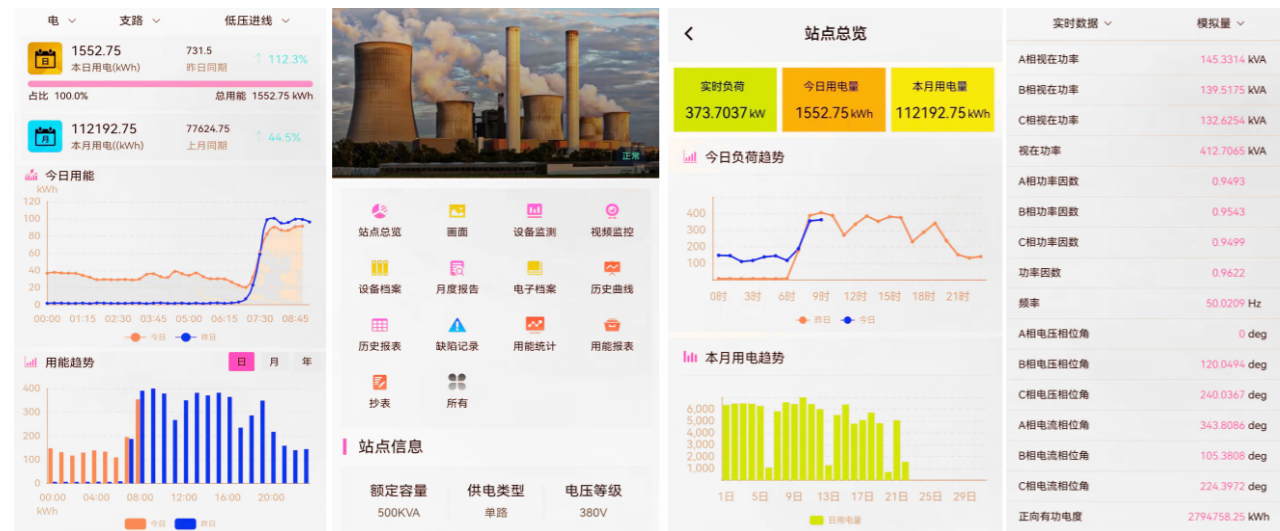 电 支路 低压进线
1552.75 731.5 ↑ 112.3%
日
本日用电(kWh) 昨日同期
占比 100.0% 总用能 1552.75 kWh
112192.75 77624.75 ↑ 44.5%
月
本月用电((kWh) 上月同期
今日用能
kWh
120
100
80
60
40
20
0
00:00 01:15 02:30 03:45 05:00 06:15 07:30 08:45
今日 昨日
用能趋势 日 月 年
400
300
200
100
0
00:00 04:00 08:00 12:00 16:00 20:00
kWh
今日 昨日
正常
站点总览 画面 设备监测 视频监控
设备档案 月度报告 电子档案 历史曲线
历史报表 缺陷记录 用能统计 用能报表
抄表 所有
站点信息
额定容量 供电类型 电压等级
500KVA 单路 380V
站点总览
实时负荷 今日用电量 本月用电量
373.7037 kW 1552.75 kWh 112192.75 kWh
今日负荷趋势
400
300
200
100
0时 3时 6时 9时 12时 15时 18时 21时
昨日 今日
本月用电趋势
6,000
5,000
4,000
3,000
2,000
1,000
1日 5日 9日 13日 17日 21日 25日 29日
日用电量
实时数据 模拟量
A相视在功率 145.3314 kVA
B相视在功率 139.5175 kVA
C相视在功率 132.6254 kVA
视在功率 412.7065 kVA
A相功率因数 0.9493
B相功率因数 0.9543
C相功率因数 0.9499
功率因数 0.9622
频率 50.0209 Hz
A相电压相位角 0 deg
B相电压相位角 120.0494 deg
C相电压相位角 240.0367 deg
A相电流相位角 343.8086 deg
B相电流相位角 105.3808 deg
C相电流相位角 224.3972 deg
正向有功电度 2794758.25 kWh